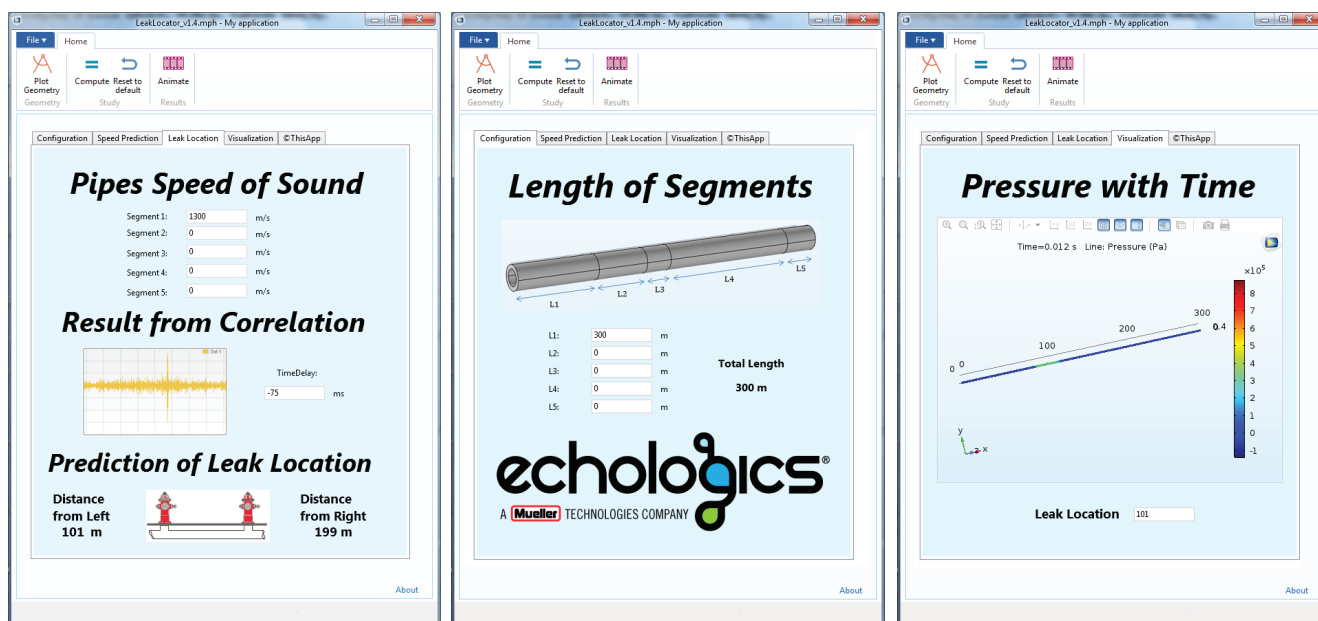 LeakLocator_v1.4.mph - My application
File Home
Plot Geometry Compute Reset to default Animate
Geometry Study Results
Configuration Speed Prediction Leak Location Visualization ©ThisApp
Pipes Speed of Sound
Segment 1: 1300 m/s
Segment 2: 0 m/s
Segment 3: 0 m/s
Segment 4: 0 m/s
Segment 5: 0 m/s
Result from Correlation
TimeDelay:
-75 ms
Prediction of Leak Location
Distance from Left 101 m
Distance from Right 199 m
About
LeakLocator_v1.4.mph - My application
File Home
Plot Geometry Compute Reset to default Animate
Geometry Study Results
Configuration Speed Prediction Leak Location Visualization ©ThisApp
Length of Segments
L1 L2 L3 L4 L5
L1: 300 m
L2: 0 m
L3: 0 m
L4: 0 m
L5: 0 m
Total Length
300 m
echologics®
A Mueller TECHNOLOGIES COMPANY
About
LeakLocator_v1.4.mph - My application
File Home
Plot Geometry Compute Reset to default Animate
Geometry Study Results
Configuration Speed Prediction Leak Location Visualization ©ThisApp
Pressure with Time
Time=0.012 s Line: Pressure (Pa)
×10⁵
8
7
6
5
4
3
2
1
0
-1
0 0 100 200 300 0.4
y
z x
Leak Location 101
About